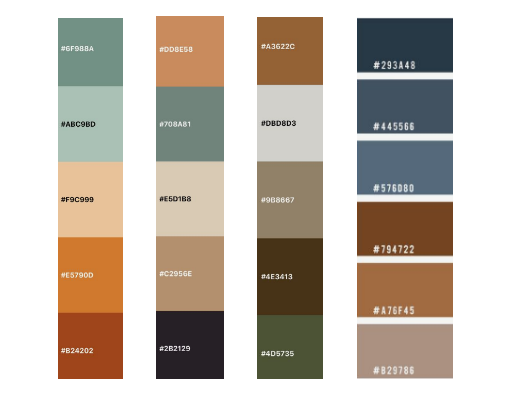 #6F988A
#ABC9BD
#F9C999
#E5790D
#B24202
#DD8E58
#708A81
#E5D1B8
#C2956E
#2B2129
#A3622C
#DBD8D3
#9B8667
#4E3413
#4D5735
#293A48
#445566
#576080
#794722
#A76F45
#B29786